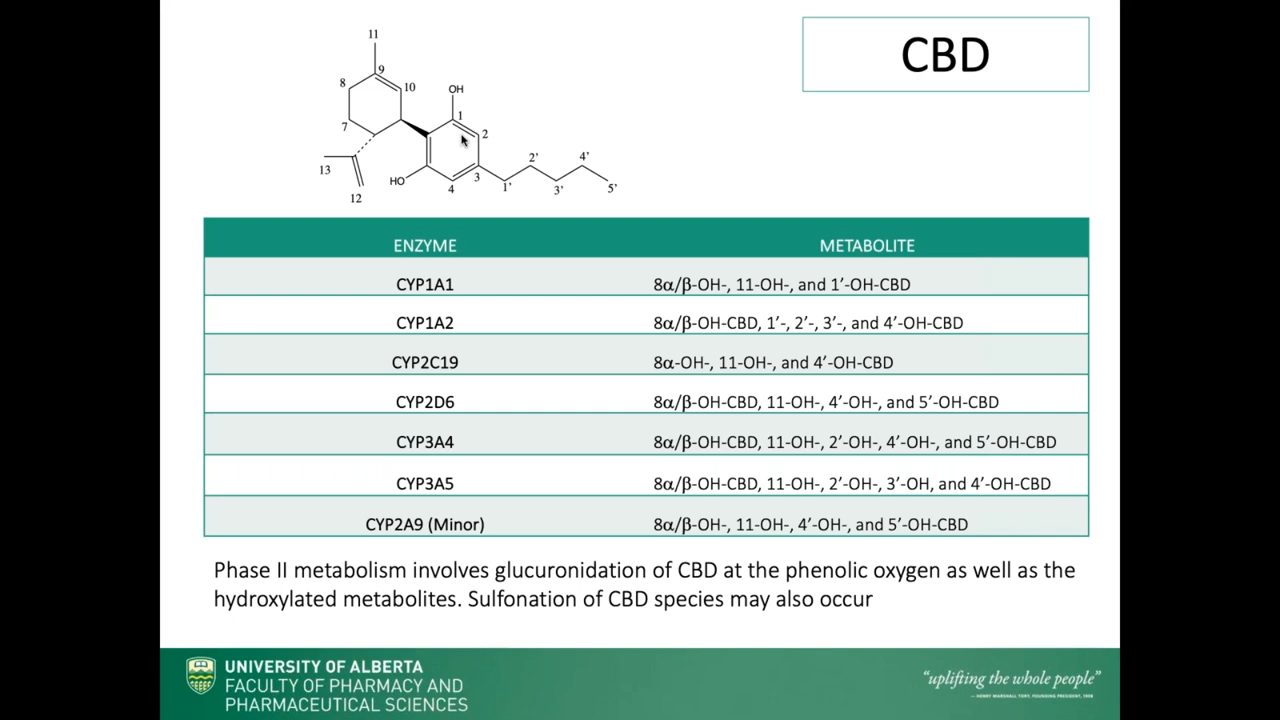 CBD
11
9
8
10
OH
1
7
2
13
12
HO
4
3
1'
2'
3'
4'
5'
ENZYME METABOLITE
CYP1A1 8α/β-OH-, 11-OH-, and 1′-OH-CBD
CYP1A2 8α/β-OH-CBD, 1′-, 2′-, 3′-, and 4′-OH-CBD
CYP2C19 8α-OH-, 11-OH-, and 4′-OH-CBD
CYP2D6 8α/β-OH-CBD, 11-OH-, 4′-OH-, and 5′-OH-CBD
CYP3A4 8α/β-OH-CBD, 11-OH-, 2′-OH-, 4′-OH-, and 5′-OH-CBD
CYP3A5 8α/β-OH-CBD, 11-OH-, 2′-OH-, 3′-OH, and 4′-OH-CBD
CYP2A9 (Minor) 8α/β-OH-, 11-OH-, 4′-OH-, and 5′-OH-CBD
Phase II metabolism involves glucuronidation of CBD at the phenolic oxygen as well as the
hydroxylated metabolites. Sulfonation of CBD species may also occur
UNIVERSITY OF ALBERTA
FACULTY OF PHARMACY AND
PHARMACEUTICAL SCIENCES
“uplifting the whole people”
— HENRY MARSHALL TORY, FOUNDING PRESIDENT, 1908